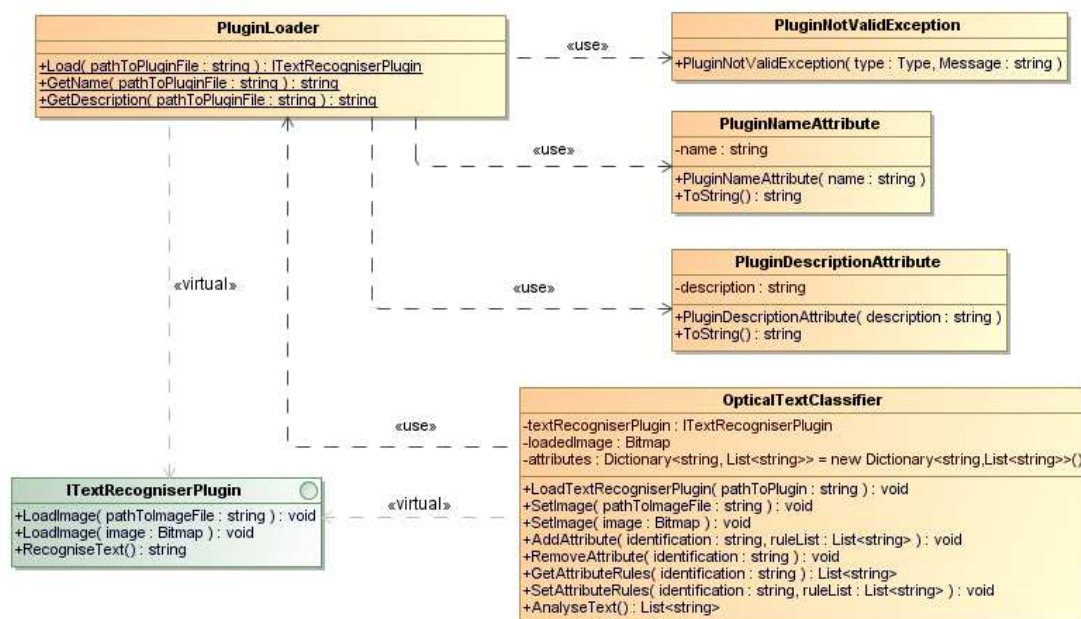 PluginLoader
+Load( pathToPluginFile : string ) : ITextRecogniserPlugin
+GetName( pathToPluginFile : string ) : string
+GetDescription( pathToPluginFile : string ) : string
«use»
PluginNotValidException
+PluginNotValidException( type : Type, Message : string )
«use»
PluginNameAttribute
-name : string
+PluginNameAttribute( name : string )
+ToString() : string
«virtual»
«use»
PluginDescriptionAttribute
-description : string
+PluginDescriptionAttribute( description : string )
+ToString() : string
«use»
OpticalTextClassifier
-textRecogniserPlugin : ITextRecogniserPlugin
-loadedImage : Bitmap
-attributes : Dictionary<string, List<string>> = new Dictionary<string,List<string>>()
+LoadTextRecogniserPlugin( pathToPlugin : string ) : void
+SetImage( pathToImageFile : string ) : void
+SetImage( image : Bitmap ) : void
+AddAttribute( identification : string, ruleList : List<string> ) : void
+RemoveAttribute( identification : string ) : void
+GetAttributeRules( identification : string ) : List<string>
+SetAttributeRules( identification : string, ruleList : List<string> ) : void
+AnalyseText() : List<string>
«virtual»
ITextRecogniserPlugin
+LoadImage( pathToImageFile : string ) : void
+LoadImage( image : Bitmap ) : void
+RecogniseText() : string